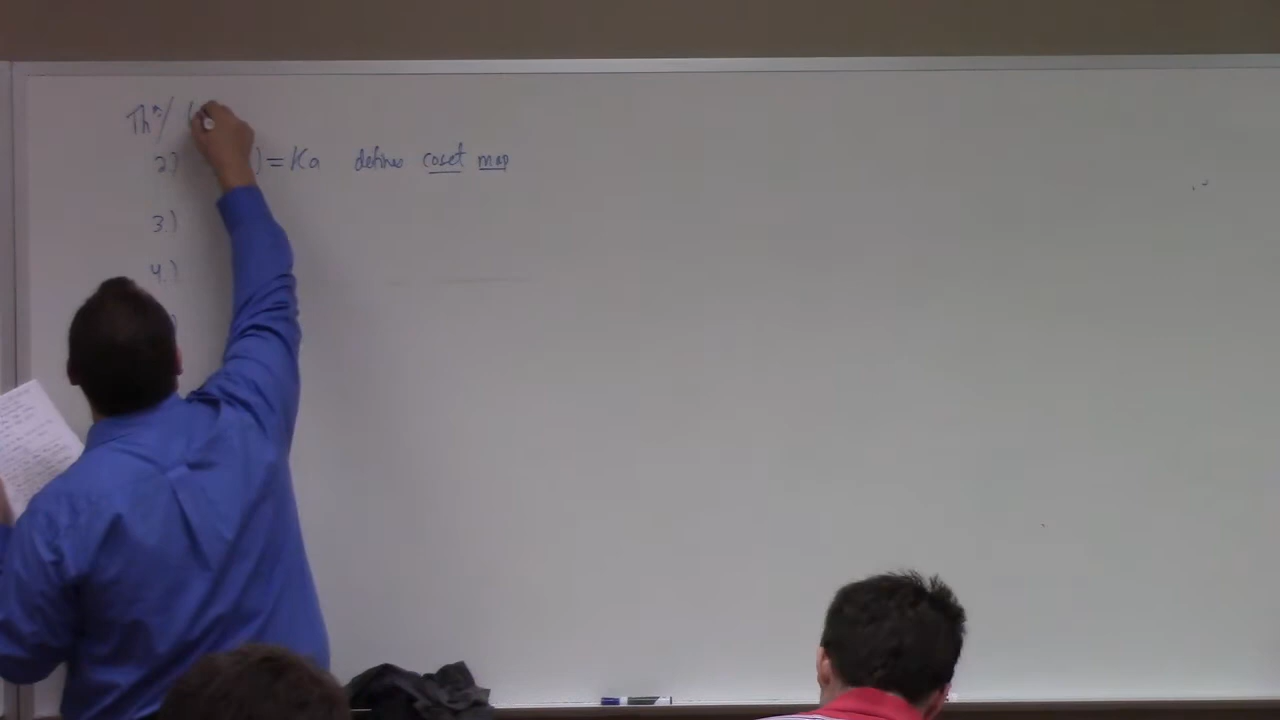 Thm/
2.) ) = Ka defines coset map
3.)
4.)
)